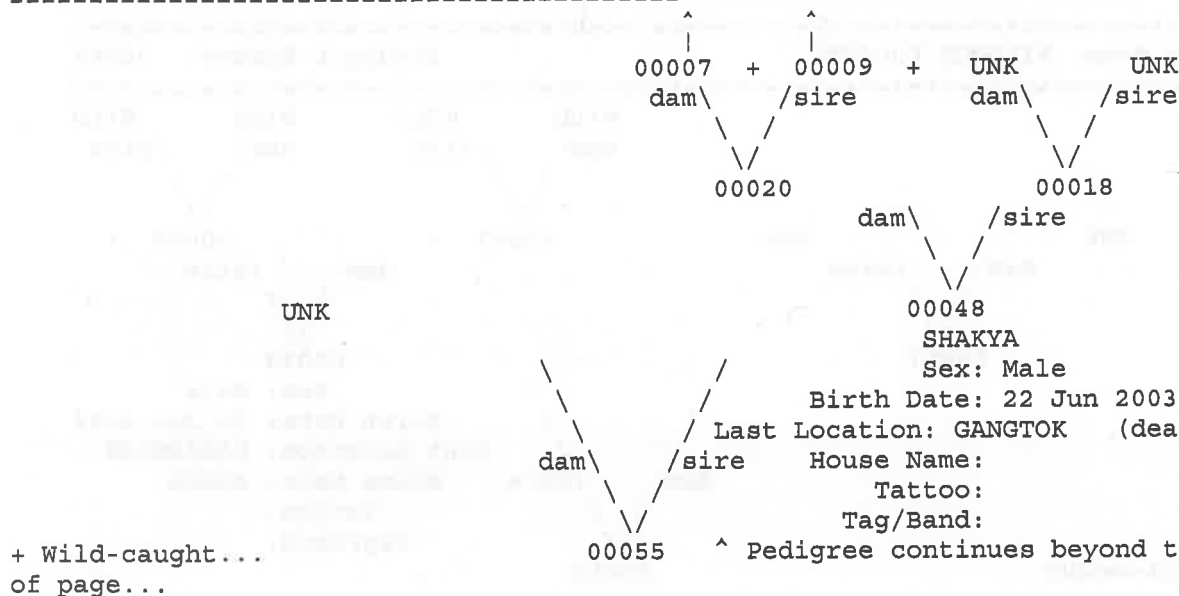 ^ ^
| |
00007 + 00009 + UNK UNK
dam\ /sire dam\ /sire
\ / \ /
\/ \/
00020 00018
dam\ /sire
\ /
\/
UNK 00048
SHAKYA
\ / Sex: Male
\ / Birth Date: 22 Jun 2003
\ / Last Location: GANGTOK (dea
dam\ /sire House Name:
\ / Tattoo:
\/ Tag/Band:
+ Wild-caught... 00055 ^ Pedigree continues beyond t
of page...